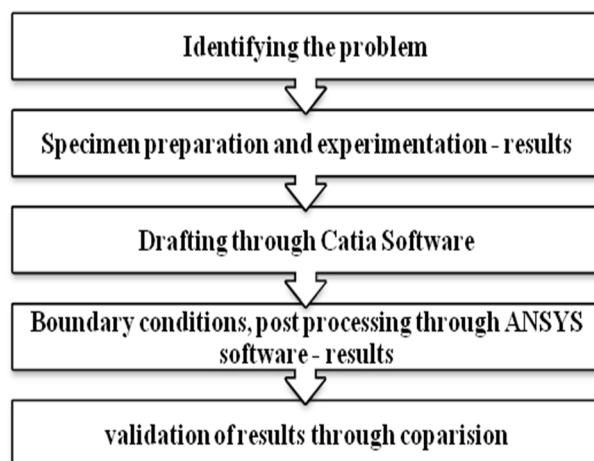 Identifying the problem
Specimen preparation and experimentation - results
Drafting through Catia Software
Boundary conditions, post processing through ANSYS
software - results
validation of results through coparision